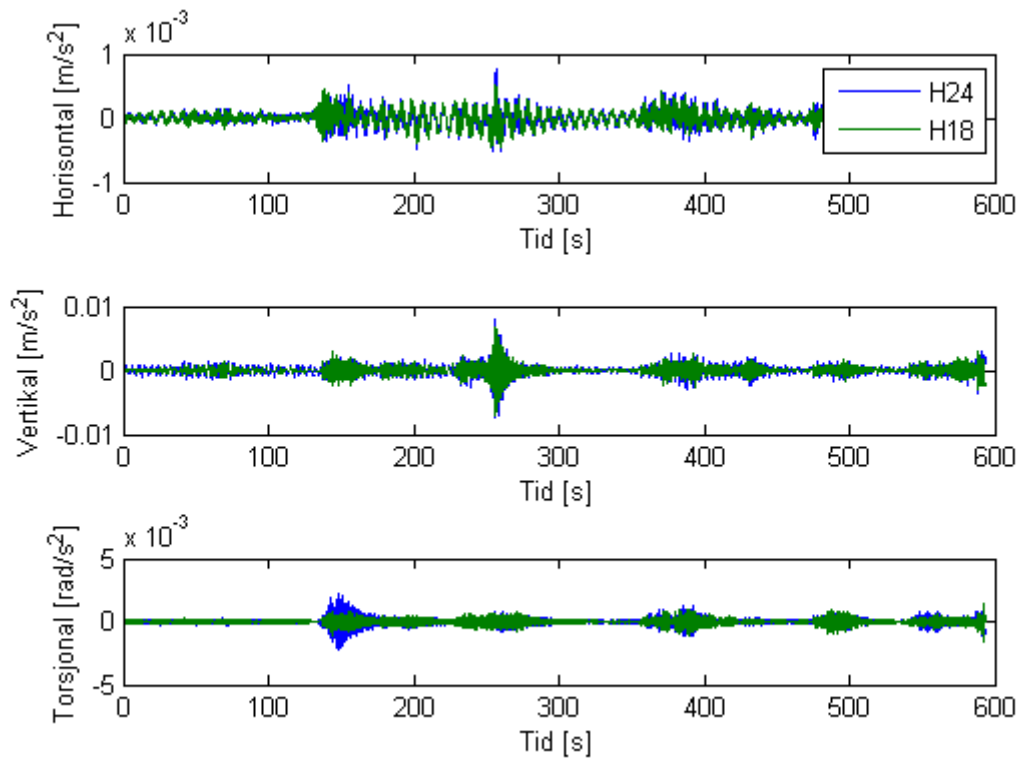 x 10^-3
Horisontal [m/s^2]
1
0
-1
H24
H18
0 100 200 300 400 500 600
Tid [s]
Vertikal [m/s^2]
0.01
0
-0.01
0 100 200 300 400 500 600
Tid [s]
x 10^-3
Torsjonal [rad/s^2]
5
0
-5
0 100 200 300 400 500 600
Tid [s]